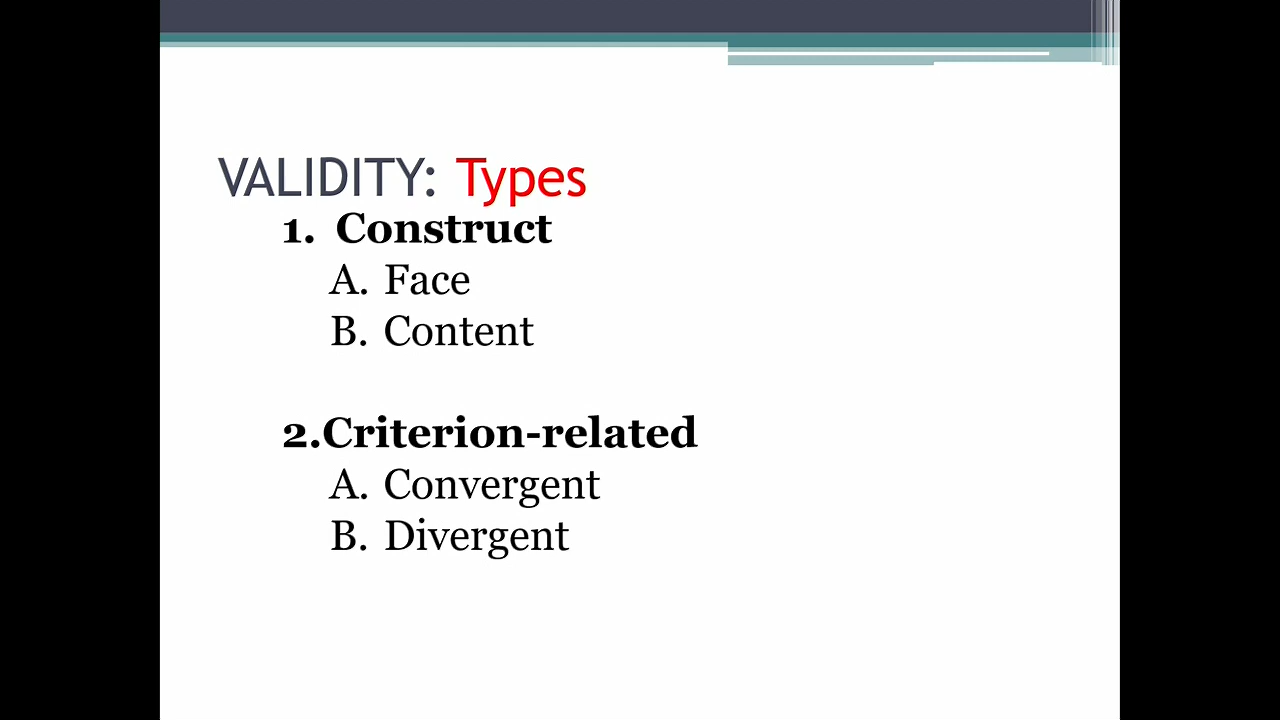 VALIDITY: Types
1. Construct
A. Face
B. Content
2.Criterion-related
A. Convergent
B. Divergent